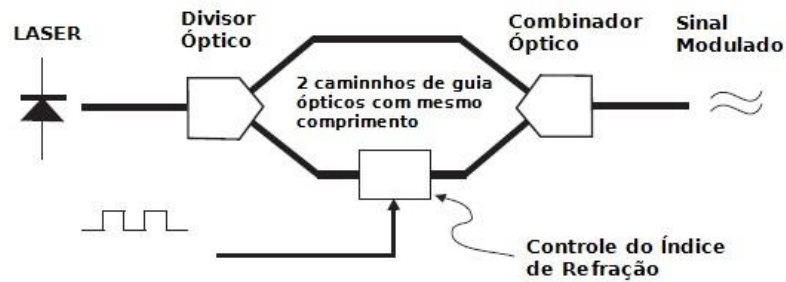 LASER
Divisor
Óptico
Combinador
Óptico
Sinal
Modulado
2 caminnhos de guia
ópticos com mesmo
comprimento
Controle do Índice
de Refração